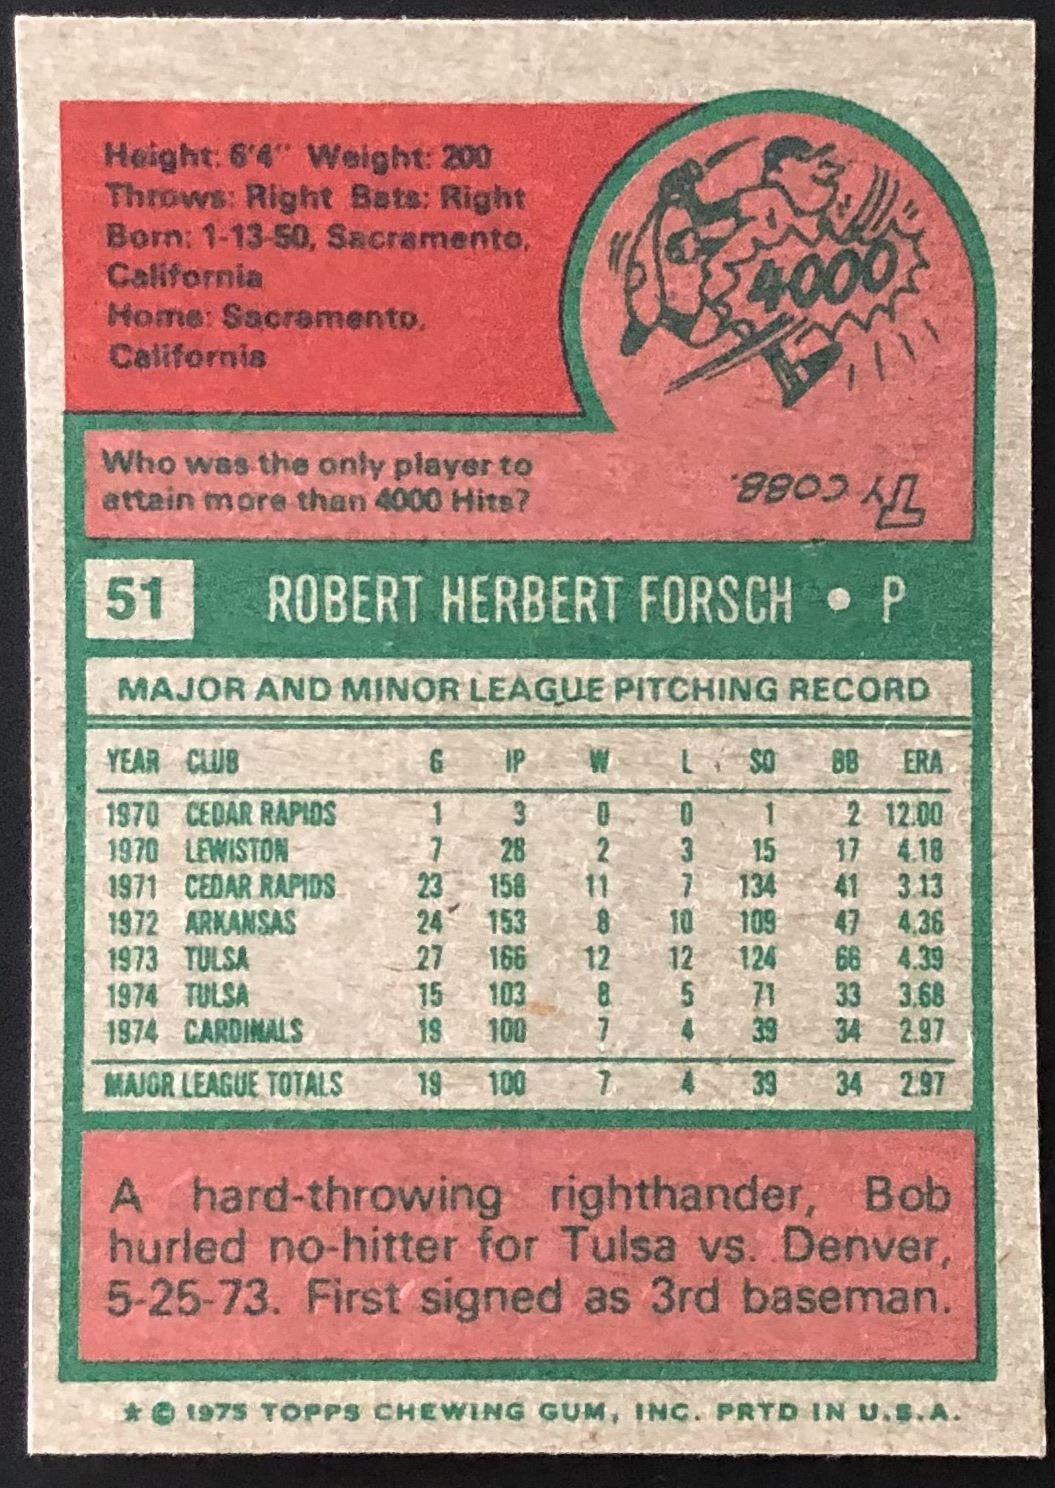 Height: 6'4" Weight: 200
Throws: Right Bats: Right
Born: 1-13-50, Sacramento,
California
Home: Sacramento,
California
4000
Who was the only player to
attain more than 4000 Hits?
TY COBB.
51 ROBERT HERBERT FORSCH • P
MAJOR AND MINOR LEAGUE PITCHING RECORD
YEAR CLUB G IP W L SO BB ERA
1970 CEDAR RAPIDS 1 3 0 0 1 2 12.00
1970 LEWISTON 7 28 2 3 15 17 4.18
1971 CEDAR RAPIDS 23 158 11 7 134 41 3.13
1972 ARKANSAS 24 153 8 10 109 47 4.36
1973 TULSA 27 166 12 12 124 66 4.39
1974 TULSA 15 103 8 5 71 33 3.68
1974 CARDINALS 19 100 7 4 39 34 2.97
MAJOR LEAGUE TOTALS 19 100 7 4 39 34 2.97
A hard-throwing righthander, Bob
hurled no-hitter for Tulsa vs. Denver,
5-25-73. First signed as 3rd baseman.
★ © 1975 TOPPS CHEWING GUM, INC. PRTD IN U.S.A.